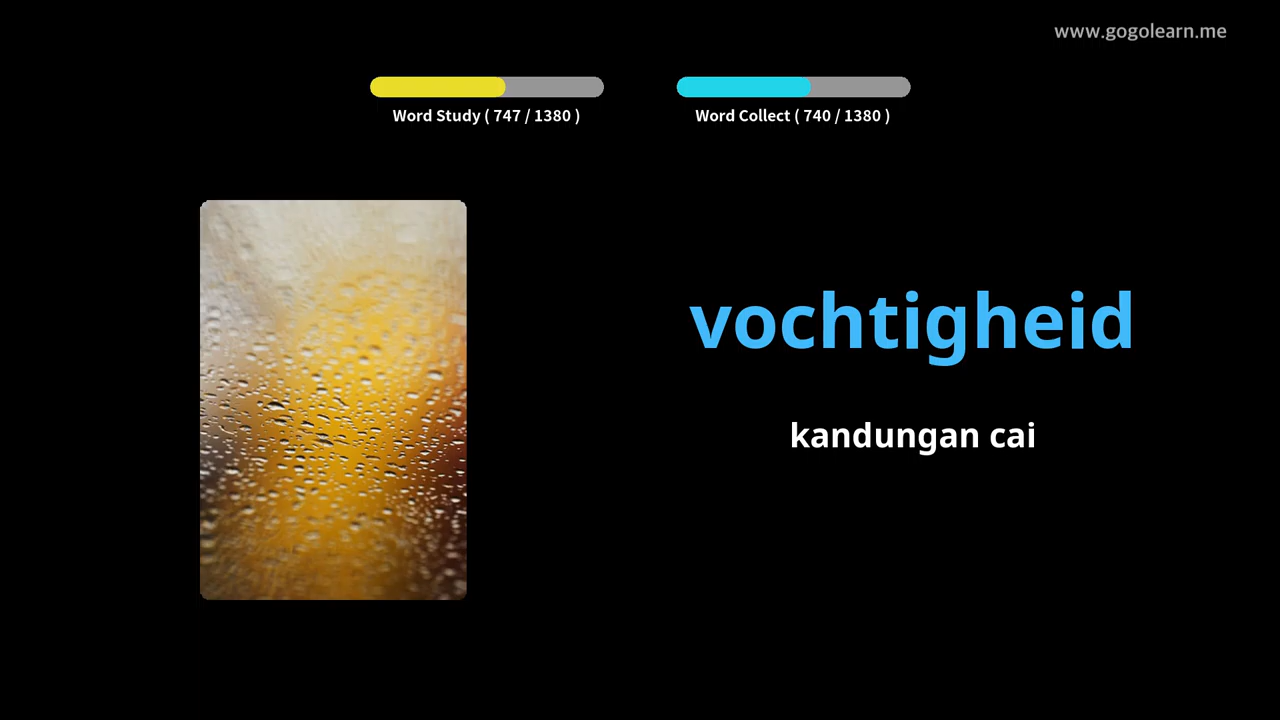 www.gogolearn.me
Word Study ( 747 / 1380 )
Word Collect ( 740 / 1380 )
vochtigheid
kandungan cai